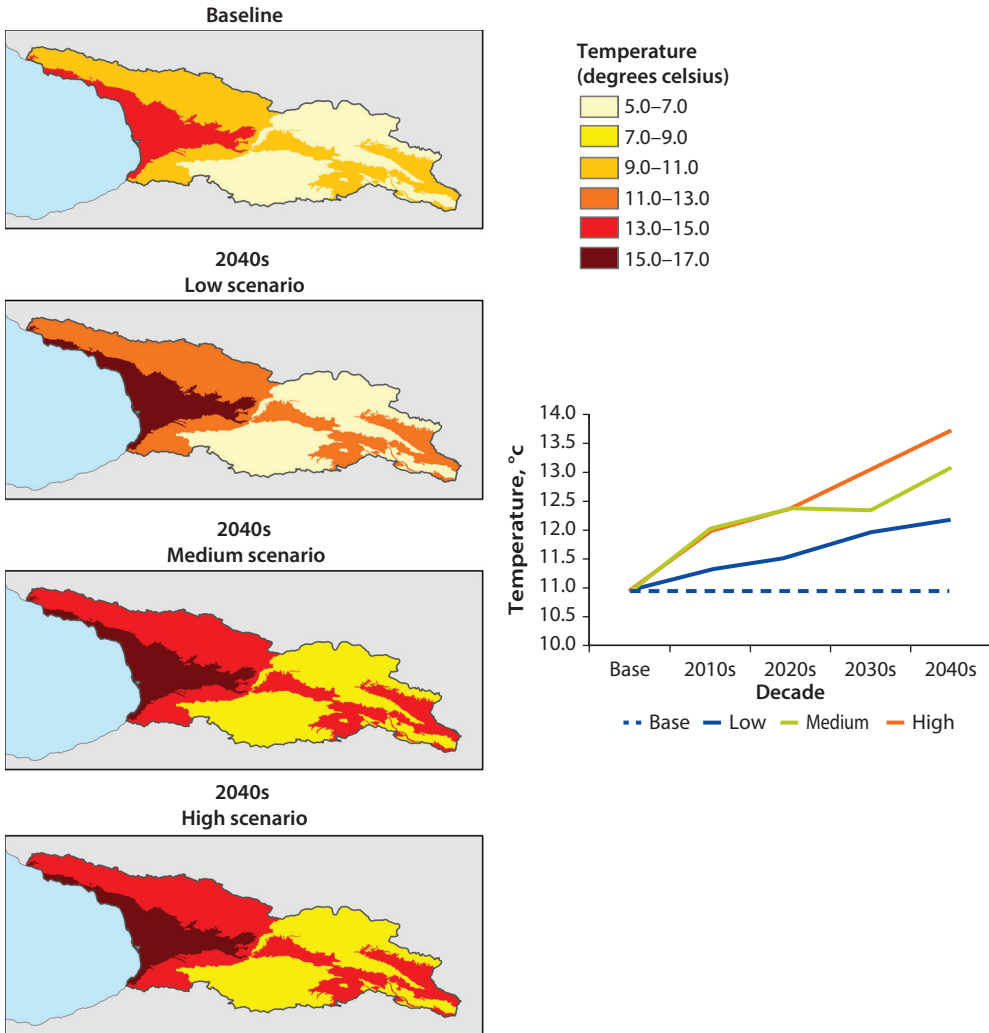 Baseline
Temperature
(degrees celsius)
5.0–7.0
7.0–9.0
9.0–11.0
11.0–13.0
13.0–15.0
15.0–17.0
2040s
Low scenario
2040s
Medium scenario
2040s
High scenario
Temperature, °c
14.0
13.5
13.0
12.5
12.0
11.5
11.0
10.5
10.0
Base 2010s 2020s 2030s 2040s
Decade
Base Low Medium High